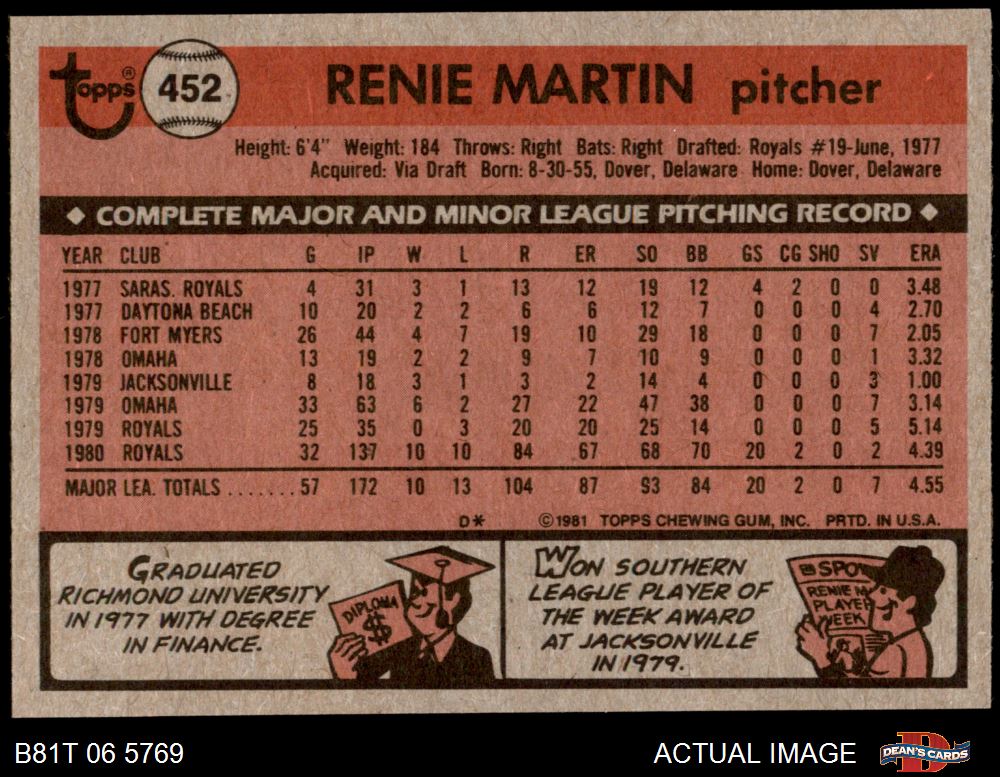 topps® 452 RENIE MARTIN pitcher
Height: 6'4" Weight: 184 Throws: Right Bats: Right Drafted: Royals #19-June, 1977
Acquired: Via Draft Born: 8-30-55, Dover, Delaware Home: Dover, Delaware
◆ COMPLETE MAJOR AND MINOR LEAGUE PITCHING RECORD ◆
YEAR CLUB G IP W L R ER SO BB GS CG SHO SV ERA
1977 SARAS. ROYALS 4 31 3 1 13 12 19 12 4 2 0 0 3.48
1977 DAYTONA BEACH 10 20 2 2 6 6 12 7 0 0 0 4 2.70
1978 FORT MYERS 26 44 4 7 19 10 29 18 0 0 0 7 2.05
1978 OMAHA 13 19 2 2 9 7 10 9 0 0 0 1 3.32
1979 JACKSONVILLE 8 18 3 1 3 2 14 4 0 0 0 3 1.00
1979 OMAHA 33 63 6 2 27 22 47 38 0 0 0 7 3.14
1979 ROYALS 25 35 0 3 20 20 25 14 0 0 0 5 5.14
1980 ROYALS 32 137 10 10 84 67 68 70 20 2 0 2 4.39
MAJOR LEA. TOTALS ....... 57 172 10 13 104 87 93 84 20 2 0 7 4.55
D* ©1981 TOPPS CHEWING GUM, INC. PRTD. IN U.S.A.
GRADUATED
RICHMOND UNIVERSITY
IN 1977 WITH DEGREE
IN FINANCE.
DIPLOMA
$
WON SOUTHERN
LEAGUE PLAYER OF
THE WEEK AWARD
AT JACKSONVILLE
IN 1979.
SPO
RENIE M
PLAYER
WEEK
B81T 06 5769 ACTUAL IMAGE DEAN'S CARDS